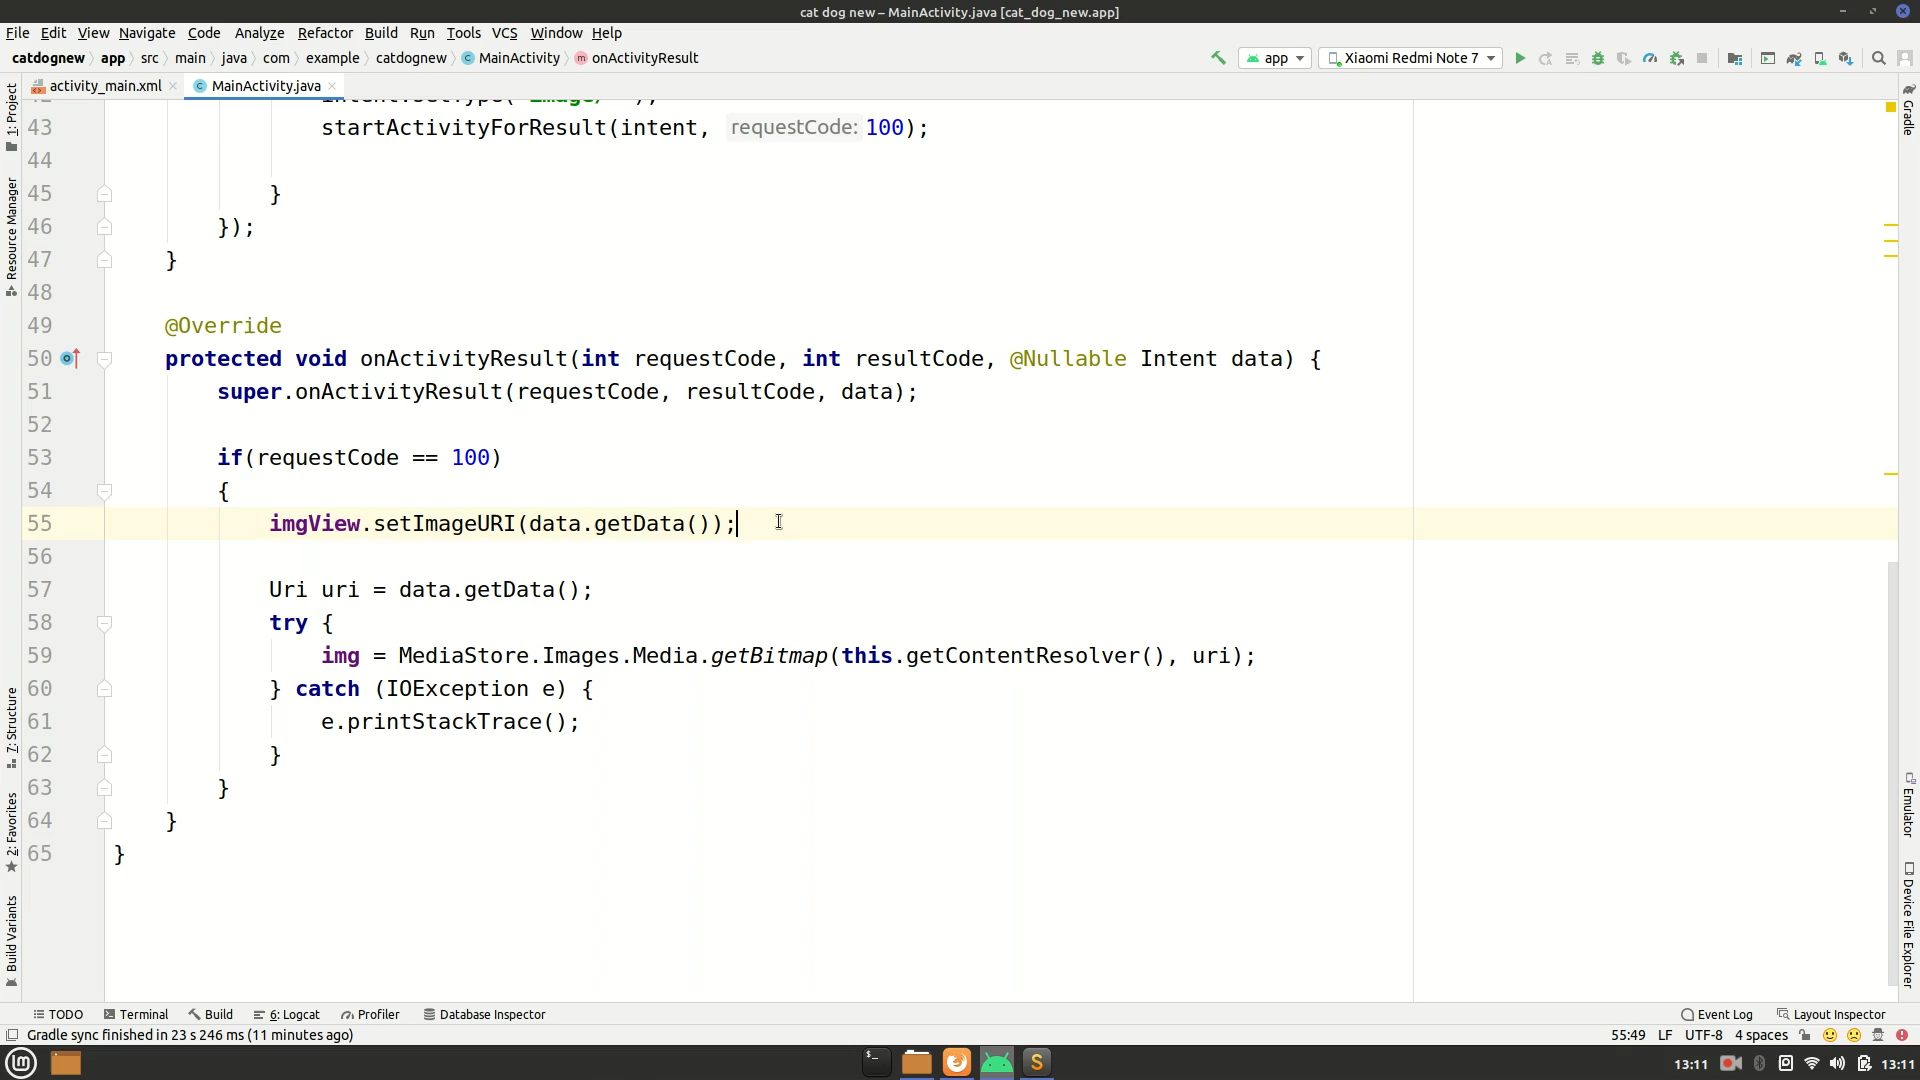 cat dog new – MainActivity.java [cat_dog_new.app]
File Edit View Navigate Code Analyze Refactor Build Run Tools VCS Window Help
catdognew app src main java com example catdognew MainActivity onActivityResult
app Xiaomi Redmi Note 7
activity_main.xml MainActivity.java
43 startActivityForResult(intent, requestCode: 100);
44
45 }
46 });
47 }
48
49 @Override
50 protected void onActivityResult(int requestCode, int resultCode, @Nullable Intent data) {
51 super.onActivityResult(requestCode, resultCode, data);
52
53 if(requestCode == 100)
54 {
55 imgView.setImageURI(data.getData());
56
57 Uri uri = data.getData();
58 try {
59 img = MediaStore.Images.Media.getBitmap(this.getContentResolver(), uri);
60 } catch (IOException e) {
61 e.printStackTrace();
62 }
63 }
64 }
65 }
1: Project
Resource Manager
7: Structure
2: Favorites
Build Variants
Gradle
Emulator
Device File Explorer
TODO Terminal Build 6: Logcat Profiler Database Inspector Event Log Layout Inspector
Gradle sync finished in 23 s 246 ms (11 minutes ago) 55:49 LF UTF-8 4 spaces
13:11 13:11